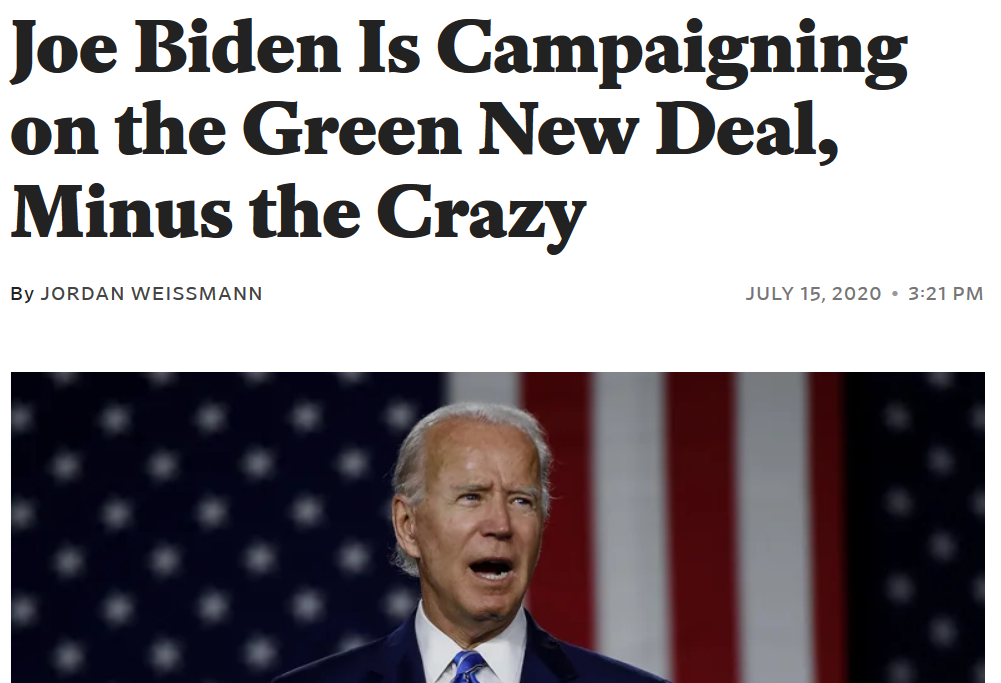 Joe Biden Is Campaigning
on the Green New Deal,
Minus the Crazy
By JORDAN WEISSMANN
JULY 15, 2020 • 3:21 PM